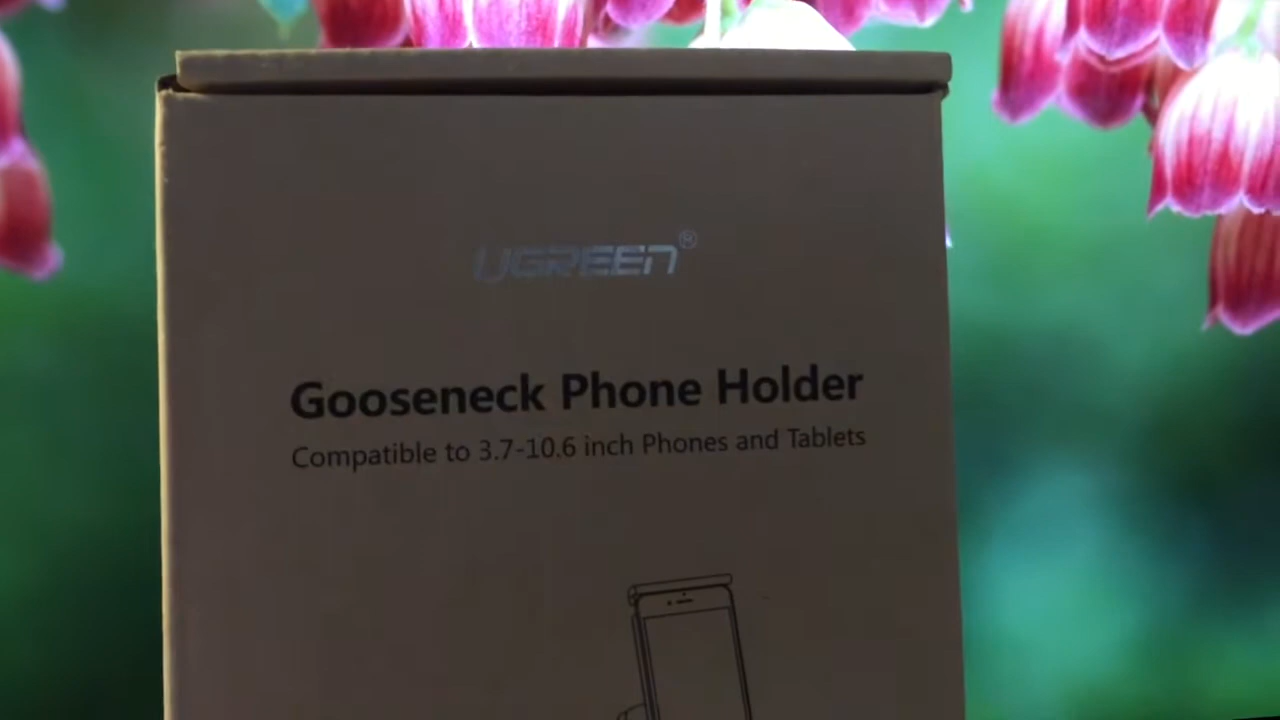 UGREEN®
Gooseneck Phone Holder
Compatible to 3.7-10.6 inch Phones and Tablets